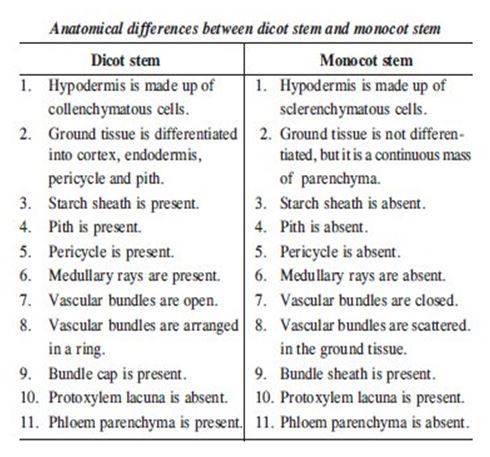 Anatomical differences between dicot stem and monocot stem
Dicot stem
1. Hypodermis is made up of
collenchymatous cells.
2. Ground tissue is differentiated
into cortex, endodermis,
pericycle and pith.
3. Starch sheath is present.
4. Pith is present.
5. Pericycle is present.
6. Medullary rays are present.
7. Vascular bundles are open.
8. Vascular bundles are arranged
in a ring.
9. Bundle cap is present.
10. Protoxylem lacuna is absent.
11. Phloem parenchyma is present.
Monocot stem
1. Hypodermis is made up of
sclerenchymatous cells.
2. Ground tissue is not differen-
tiated, but it is a continuous mass
of parenchyma.
3. Starch sheath is absent.
4. Pith is absent.
5. Pericycle is absent.
6. Medullary rays are absent.
7. Vascular bundles are closed.
8. Vascular bundles are scattered.
in the ground tissue.
9. Bundle sheath is present.
10. Protoxylem lacuna is present.
11. Phloem parenchyma is absent.